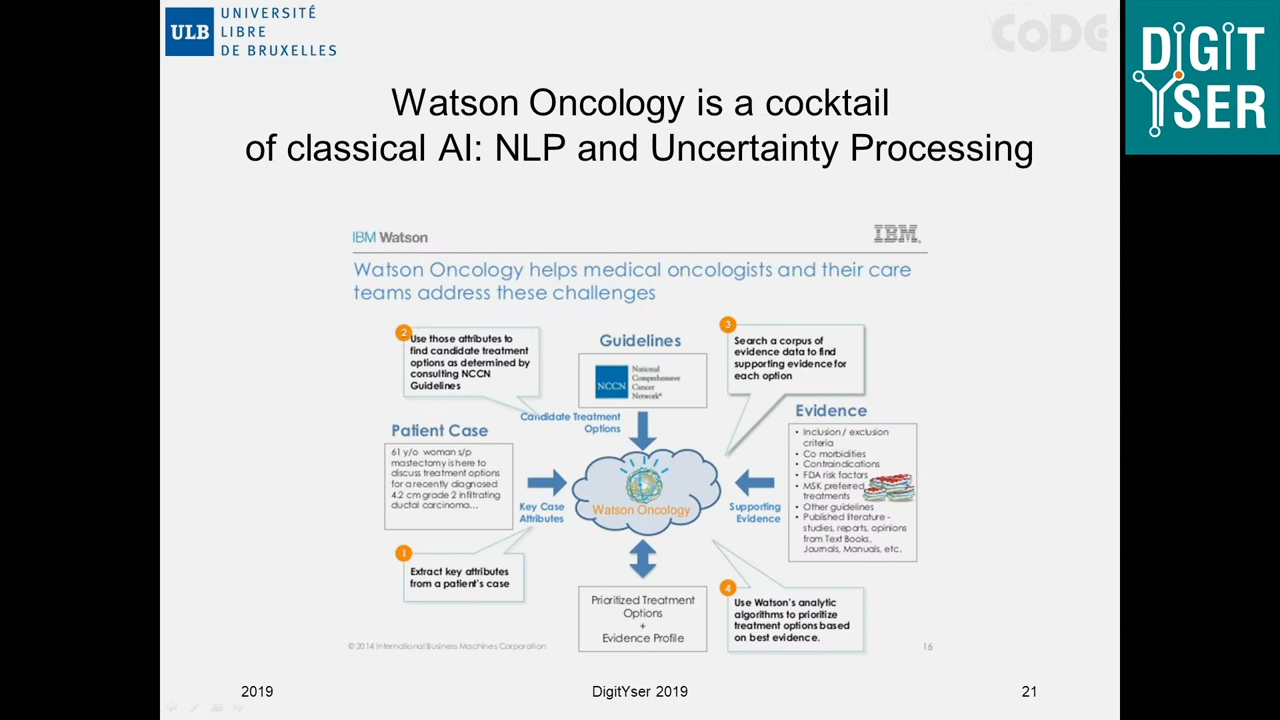 ULB
UNIVERSITÉ
LIBRE
DE BRUXELLES
CODE
DIGIT
YSER
Watson Oncology is a cocktail
of classical AI: NLP and Uncertainty Processing
IBM Watson
IBM
Watson Oncology helps medical oncologists and their care
teams address these challenges
2
Use those attributes to
find candidate treatment
options as determined by
consulting NCCN
Guidelines
Guidelines
NCCN
National
Comprehensive
Cancer
Network®
3
Search a corpus of
evidence data to find
supporting evidence for
each option
Candidate Treatment
Options
Patient Case
61 y/o woman s/p
mastectomy is here to
discuss treatment options
for a recently diagnosed
4.2 cm grade 2 infiltrating
ductal carcinoma...
Key Case
Attributes
Watson Oncology
Supporting
Evidence
Evidence
• Inclusion / exclusion
criteria
• Co morbidities
• Contraindications
• FDA risk factors
• MSK preferred
treatments
• Other guidelines
• Published literature -
studies, reports, opinions
from Text Books,
Journals, Manuals, etc.
1
Extract key attributes
from a patient's case
Prioritized Treatment
Options
+
Evidence Profile
4
Use Watson's analytic
algorithms to prioritize
treatment options based
on best evidence.
© 2014 International Business Machines Corporation
16
2019
DigitYser 2019
21